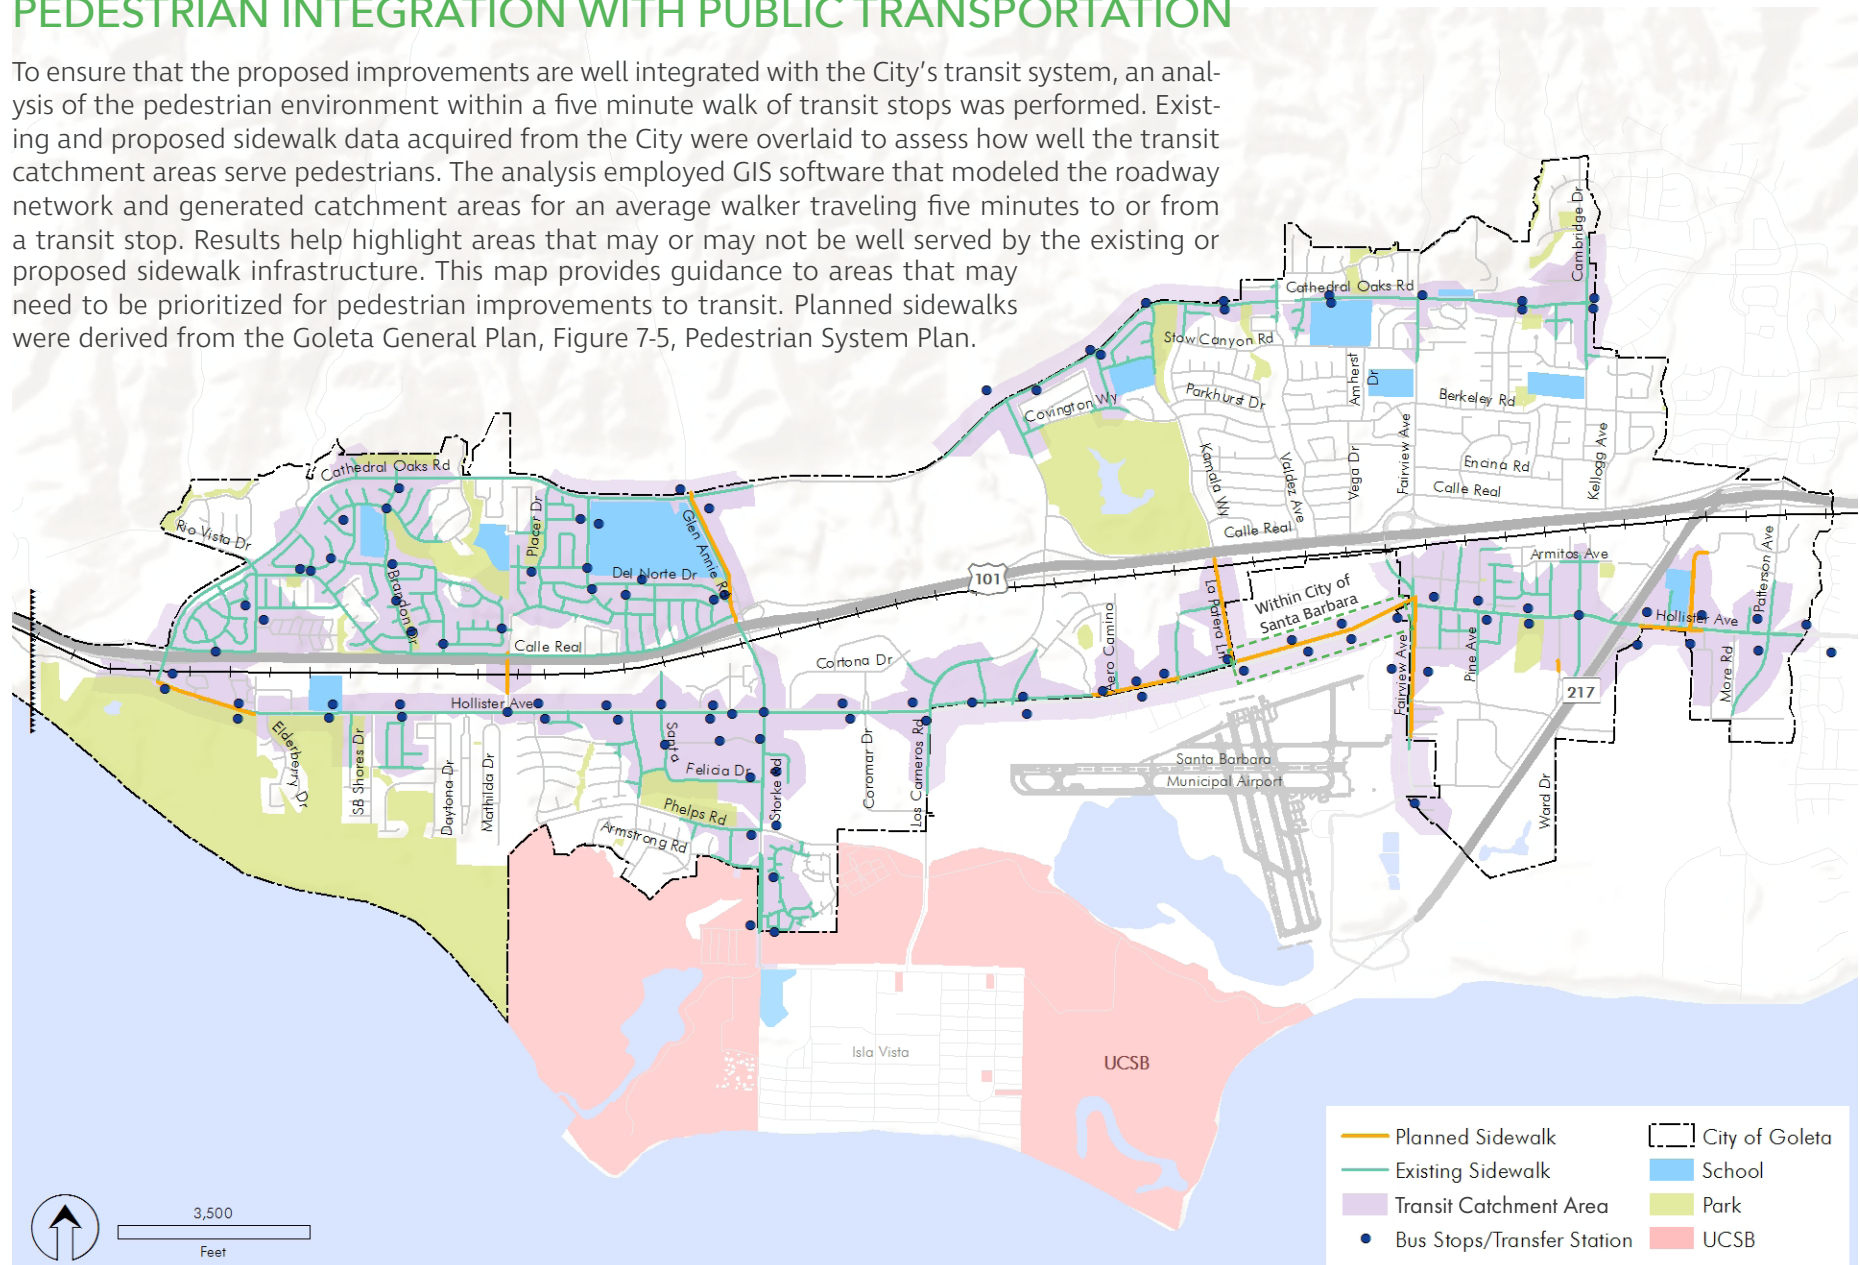 PEDESTRIAN INTEGRATION WITH PUBLIC TRANSPORTATION
To ensure that the proposed improvements are well integrated with the City's transit system, an anal-
ysis of the pedestrian environment within a five minute walk of transit stops was performed. Exist-
ing and proposed sidewalk data acquired from the City were overlaid to assess how well the transit
catchment areas serve pedestrians. The analysis employed GIS software that modeled the roadway
network and generated catchment areas for an average walker traveling five minutes to or from
a transit stop. Results help highlight areas that may or may not be well served by the existing or
proposed sidewalk infrastructure. This map provides guidance to areas that may
need to be prioritized for pedestrian improvements to transit. Planned sidewalks
were derived from the Goleta General Plan, Figure 7-5, Pedestrian System Plan.
Cambridge Dr
Cathedral Oaks Rd
Stow Canyon Rd
Amherst
Dr
Parkhurst Dr
Berkeley Rd
Covington Wy
Kamala Wy
Valdez Ave
Vega Dr
Fairview Ave
Encina Rd
Kellogg Ave
Calle Real
Calle Real
Cathedral Oaks Rd
Rio Vista Dr
Placer Dr
Glen Annie Rd
Del Norte Dr
Brandon Dr
Calle Real
101
La Patera Ln
Within City of
Santa Barbara
Armitos Ave
Patterson Ave
Hollister Ave
Aero Camino
Pine Ave
Fairview Ave
More Rd
217
Cortona Dr
Hollister Ave
Elderberry
Dr
SB Shores Dr
Daytona Dr
Mathilda Dr
Santa
Felicia Dr
Storke Rd
Phelps Rd
Armstrong Rd
Coromar Dr
Los Carneros Rd
Santa Barbara
Municipal Airport
Ward Dr
Isla Vista
UCSB
3,500
Feet
Planned Sidewalk
Existing Sidewalk
Transit Catchment Area
Bus Stops/Transfer Station
City of Goleta
School
Park
UCSB